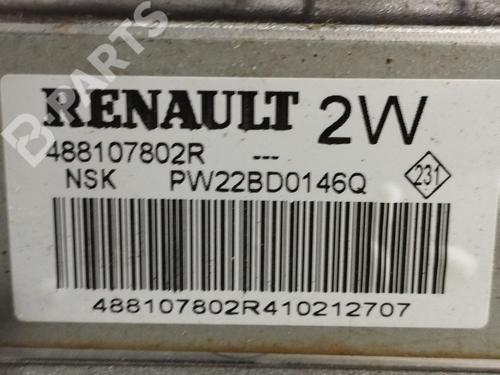 B PARTS
RENAULT 2W
488107802R ---
NSK PW22BD0146Q 231
488107802R410212707